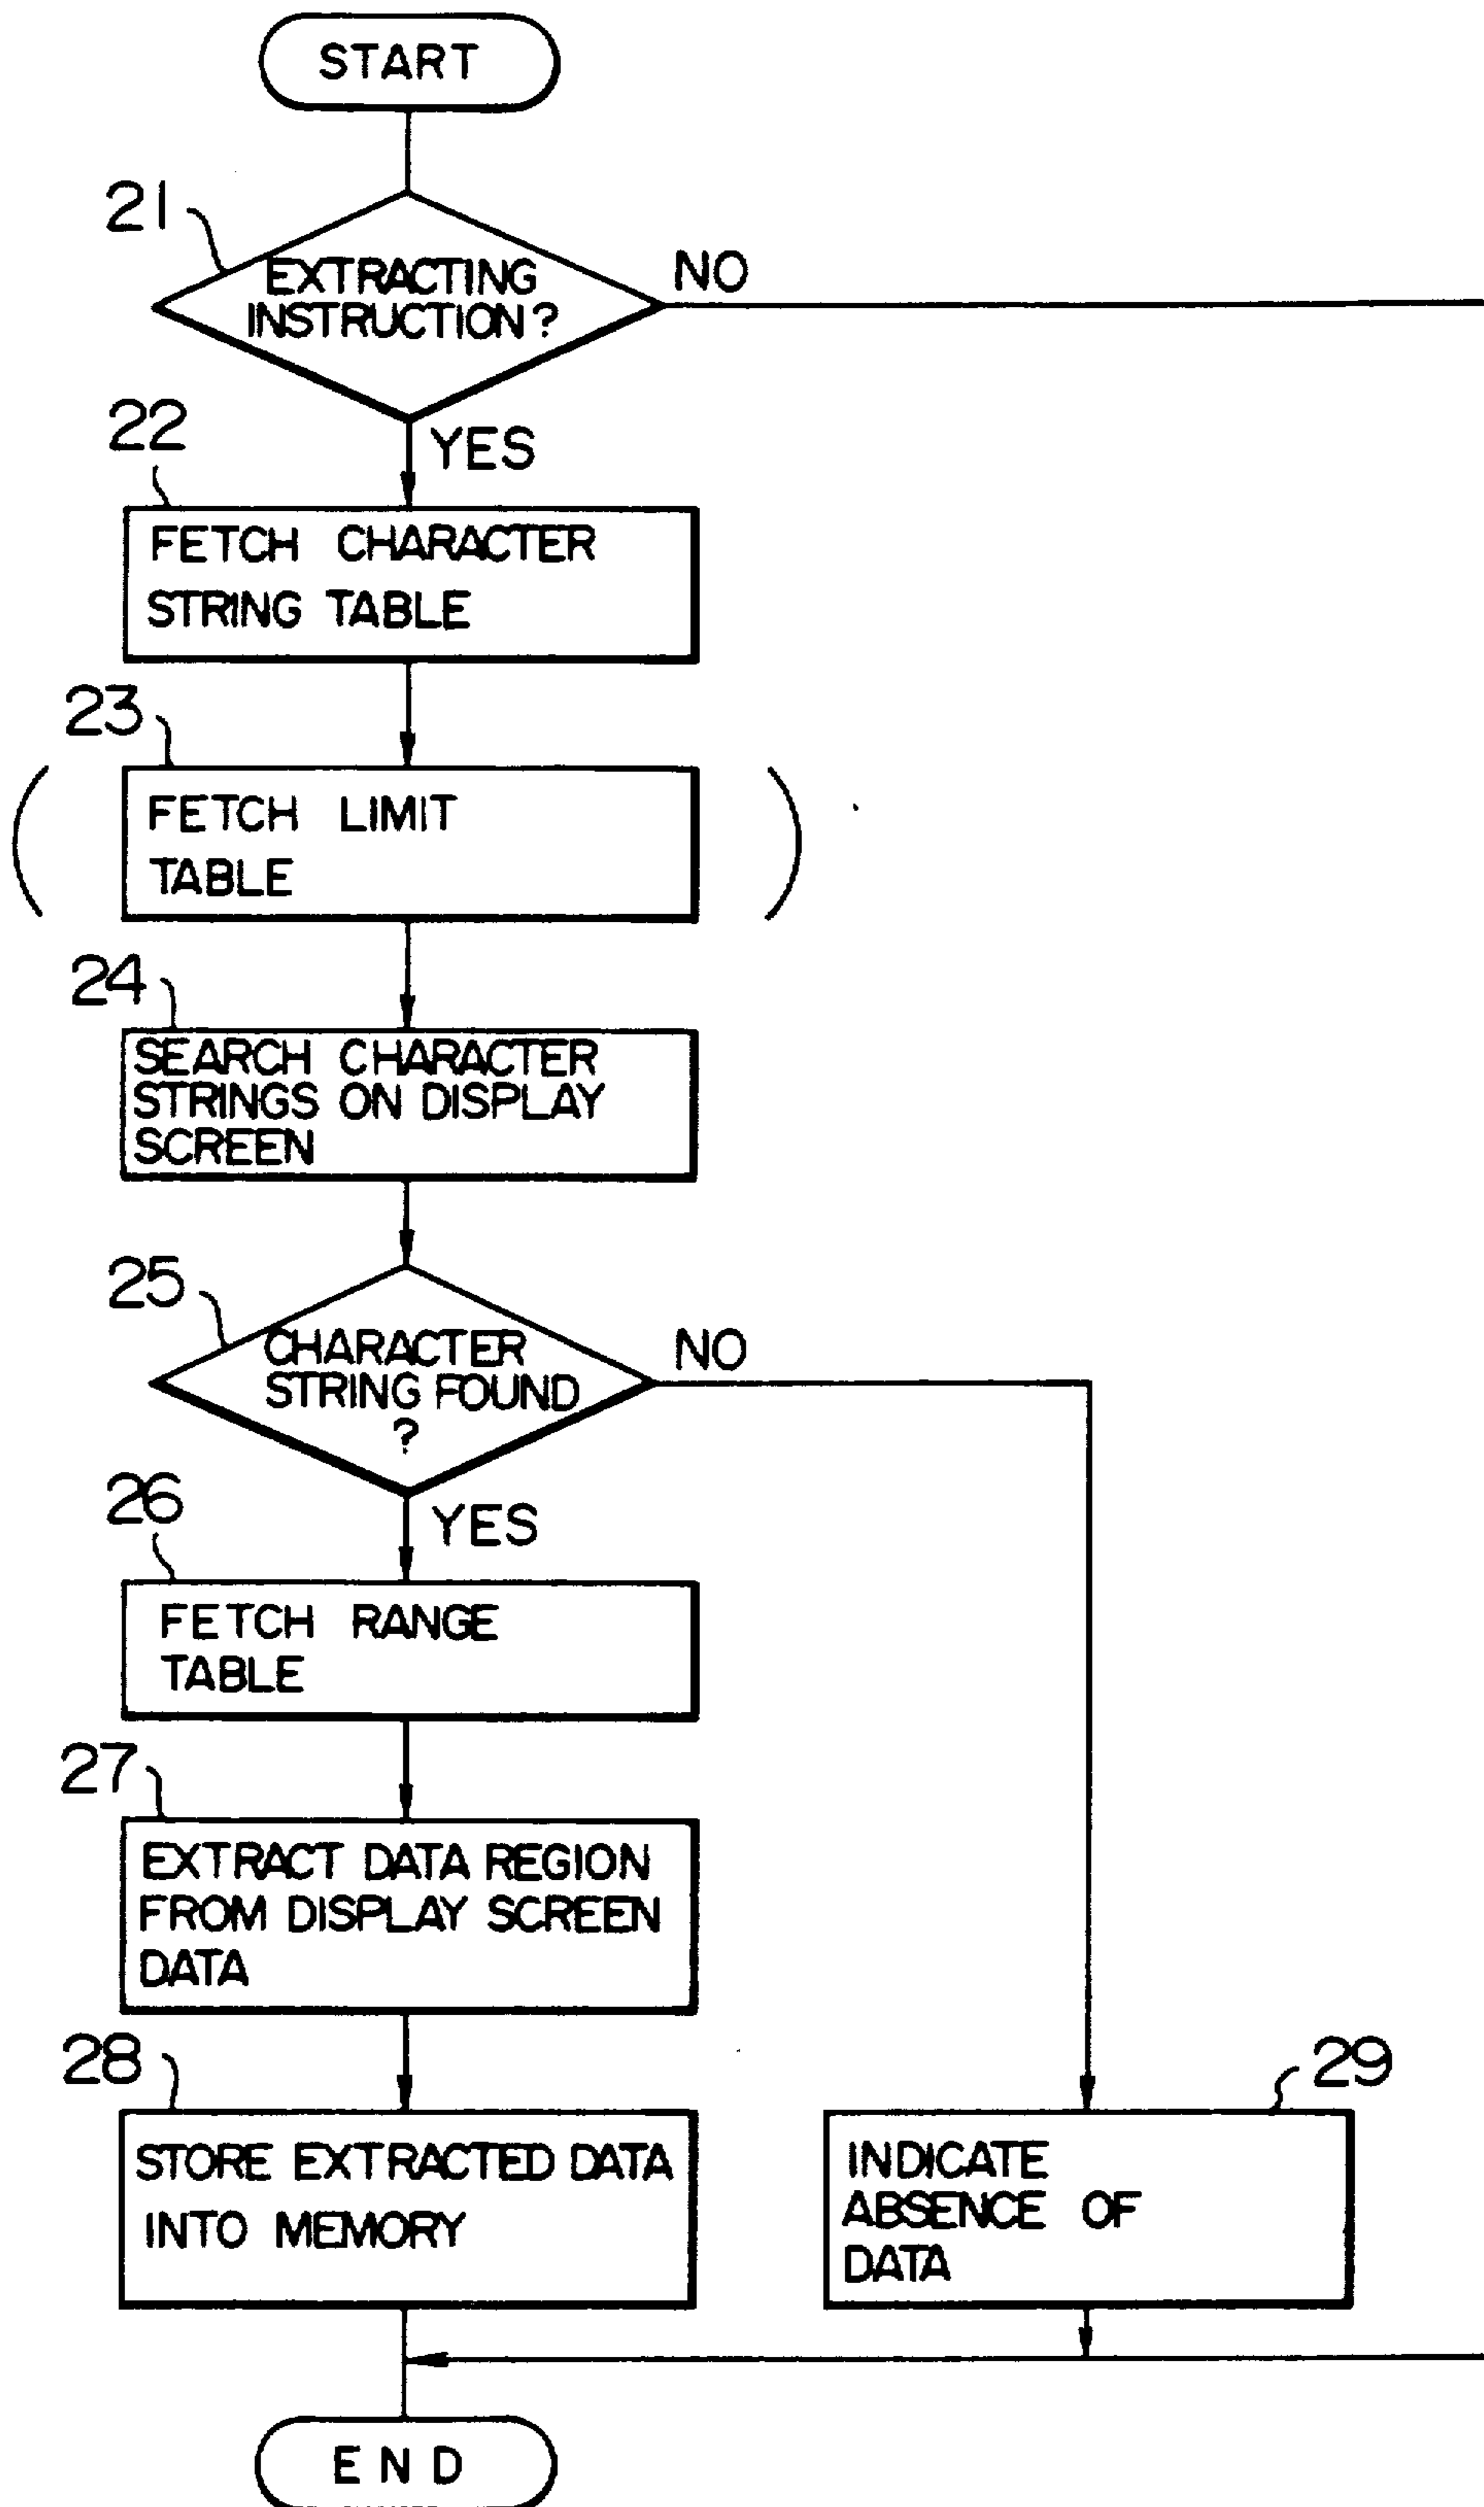 START
21
EXTRACTING
INSTRUCTION?
NO
YES
22
FETCH CHARACTER
STRING TABLE
23
FETCH LIMIT
TABLE
24
SEARCH CHARACTER
STRINGS ON DISPLAY
SCREEN
25
CHARACTER
STRING FOUND
?
NO
YES
26
FETCH RANGE
TABLE
27
EXTRACT DATA REGION
FROM DISPLAY SCREEN
DATA
28
STORE EXTRACTED DATA
INTO MEMORY
29
INDICATE
ABSENCE OF
DATA
END